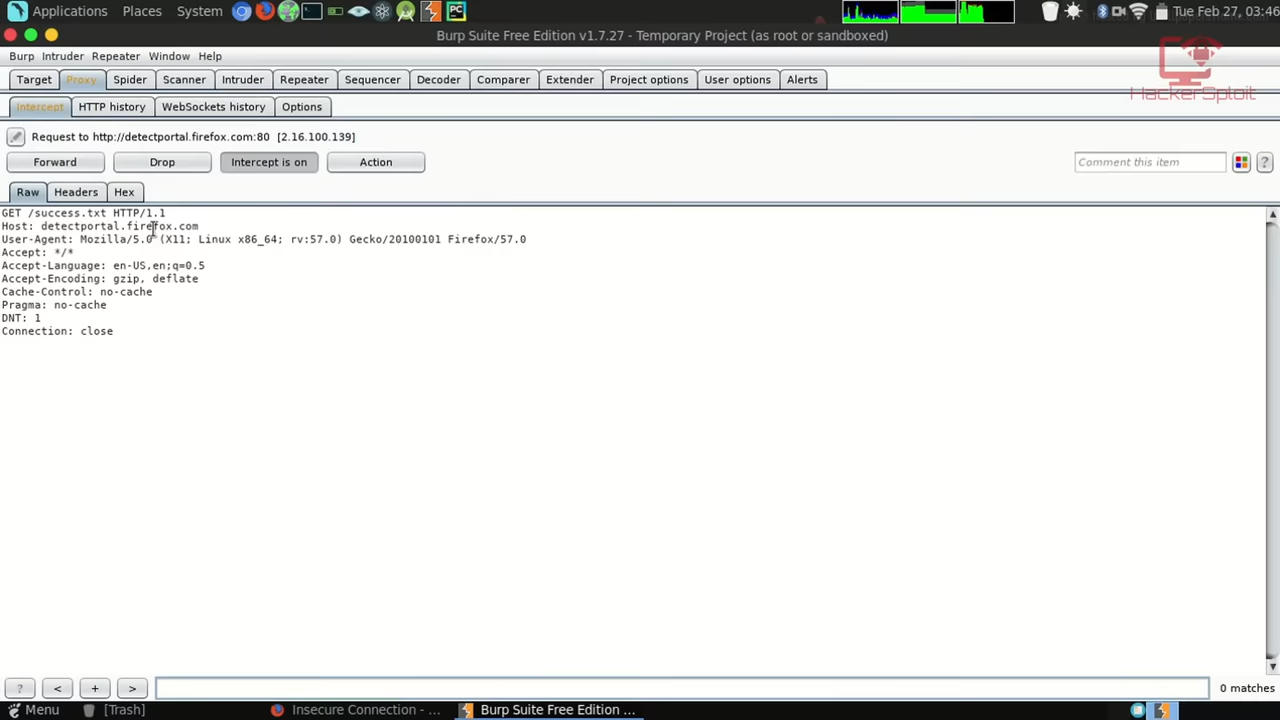 Applications Places System Tue Feb 27, 03:46
Burp Suite Free Edition v1.7.27 - Temporary Project (as root or sandboxed)
Burp Intruder Repeater Window Help
HackerSploit
Target Proxy Spider Scanner Intruder Repeater Sequencer Decoder Comparer Extender Project options User options Alerts
Intercept HTTP history WebSockets history Options
Request to http://detectportal.firefox.com:80 [2.16.100.139]
Forward Drop Intercept is on Action Comment this item ?
Raw Headers Hex
GET /success.txt HTTP/1.1
Host: detectportal.firefox.com
User-Agent: Mozilla/5.0 (X11; Linux x86_64; rv:57.0) Gecko/20100101 Firefox/57.0
Accept: */*
Accept-Language: en-US,en;q=0.5
Accept-Encoding: gzip, deflate
Cache-Control: no-cache
Pragma: no-cache
DNT: 1
Connection: close
? < + > 0 matches
Menu [Trash] Insecure Connection - ... Burp Suite Free Edition ...